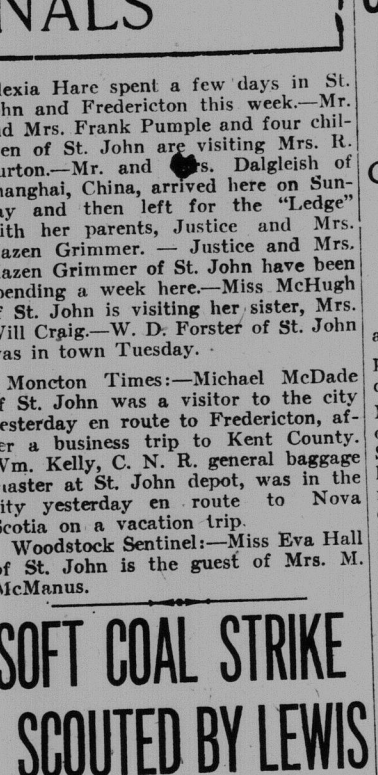 NALS
lexia Hare spent a few days in St.
hn and Fredericton this week.—Mr.
d Mrs. Frank Pumple and four chil-
en of St. John are visiting Mrs. R.
urton.—Mr. and rs. Dalgleish of
hanghai, China, arrived here on Sun-
ay and then left for the “Ledge”
ith her parents, Justice and Mrs.
azen Grimmer. — Justice and Mrs.
azen Grimmer of St. John have been
pending a week here.—Miss McHugh
f St. John is visiting her sister, Mrs.
Will Craig.—W. D. Forster of St. John
as in town Tuesday.
Moncton Times:—Michael McDade
f St. John was a visitor to the city
esterday en route to Fredericton, af-
er a business trip to Kent County.
Wm. Kelly, C. N. R. general baggage
aster at St. John depot, was in the
ity yesterday en route to Nova
Scotia on a vacation trip.
Woodstock Sentinel:—Miss Eva Hall
of St. John is the guest of Mrs. M.
McManus.
SOFT COAL STRIKE
SCOUTED BY LEWIS